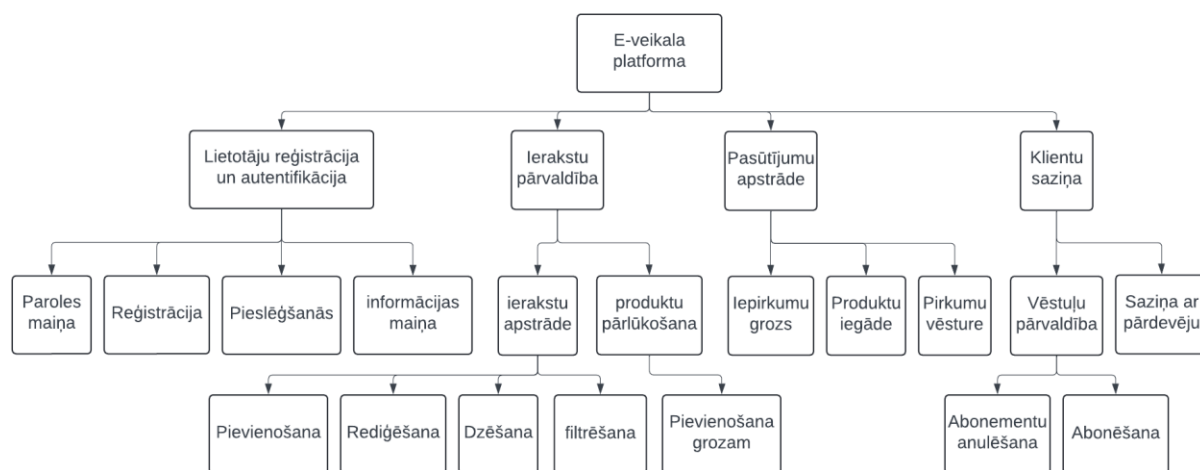 E-veikala
platforma
Lietotāju reģistrācija
un autentifikācija
Ierakstu
pārvaldība
Pasūtījumu
apstrāde
Klientu
saziņa
Paroles
maiņa
Reģistrācija
Pieslēgšanās
informācijas
maiņa
ierakstu
apstrāde
produktu
pārlūkošana
Iepirkumu
grozs
Produktu
iegāde
Pirkumu
vēsture
Vēstuļu
pārvaldība
Saziņa ar
pārdevēju
Pievienošana
Rediģēšana
Dzēšana
filtrēšana
Pievienošana
grozam
Abonementu
anulēšana
Abonēšana